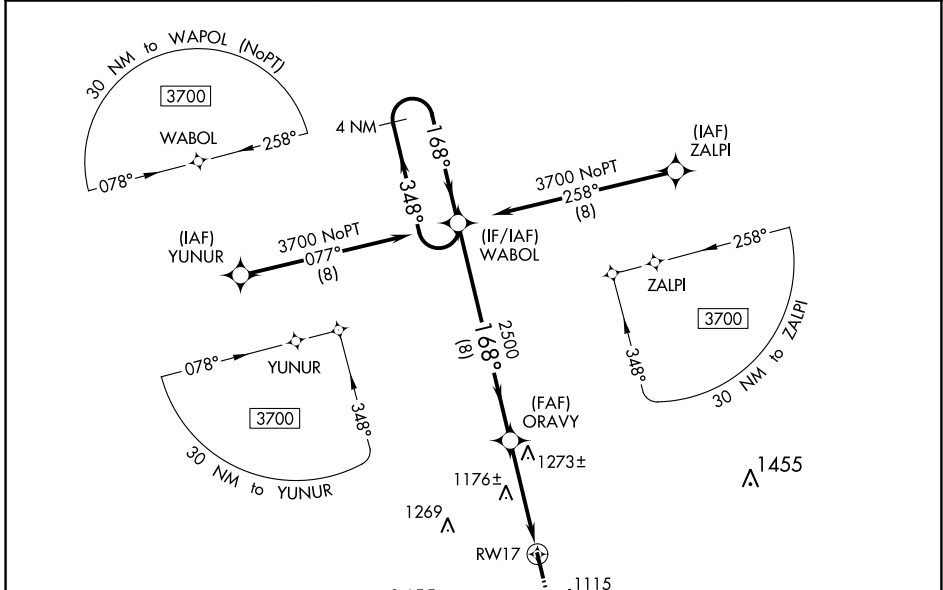 30 NM to WAPOL (NoPT)
3700
WABOL
078°
258°
4 NM
168°
348°
(IAF)
ZALPI
3700 NoPT
258°
(8)
(IAF)
YUNUR
3700 NoPT
077°
(8)
(IF/IAF)
WABOL
258°
ZALPI
3700
348°
30 NM to ZALPI
2500
168°
(8)
078°
YUNUR
3700
348°
30 NM to YUNUR
(FAF)
ORAVY
1273±
1176±
1455
1269
RW17
1115